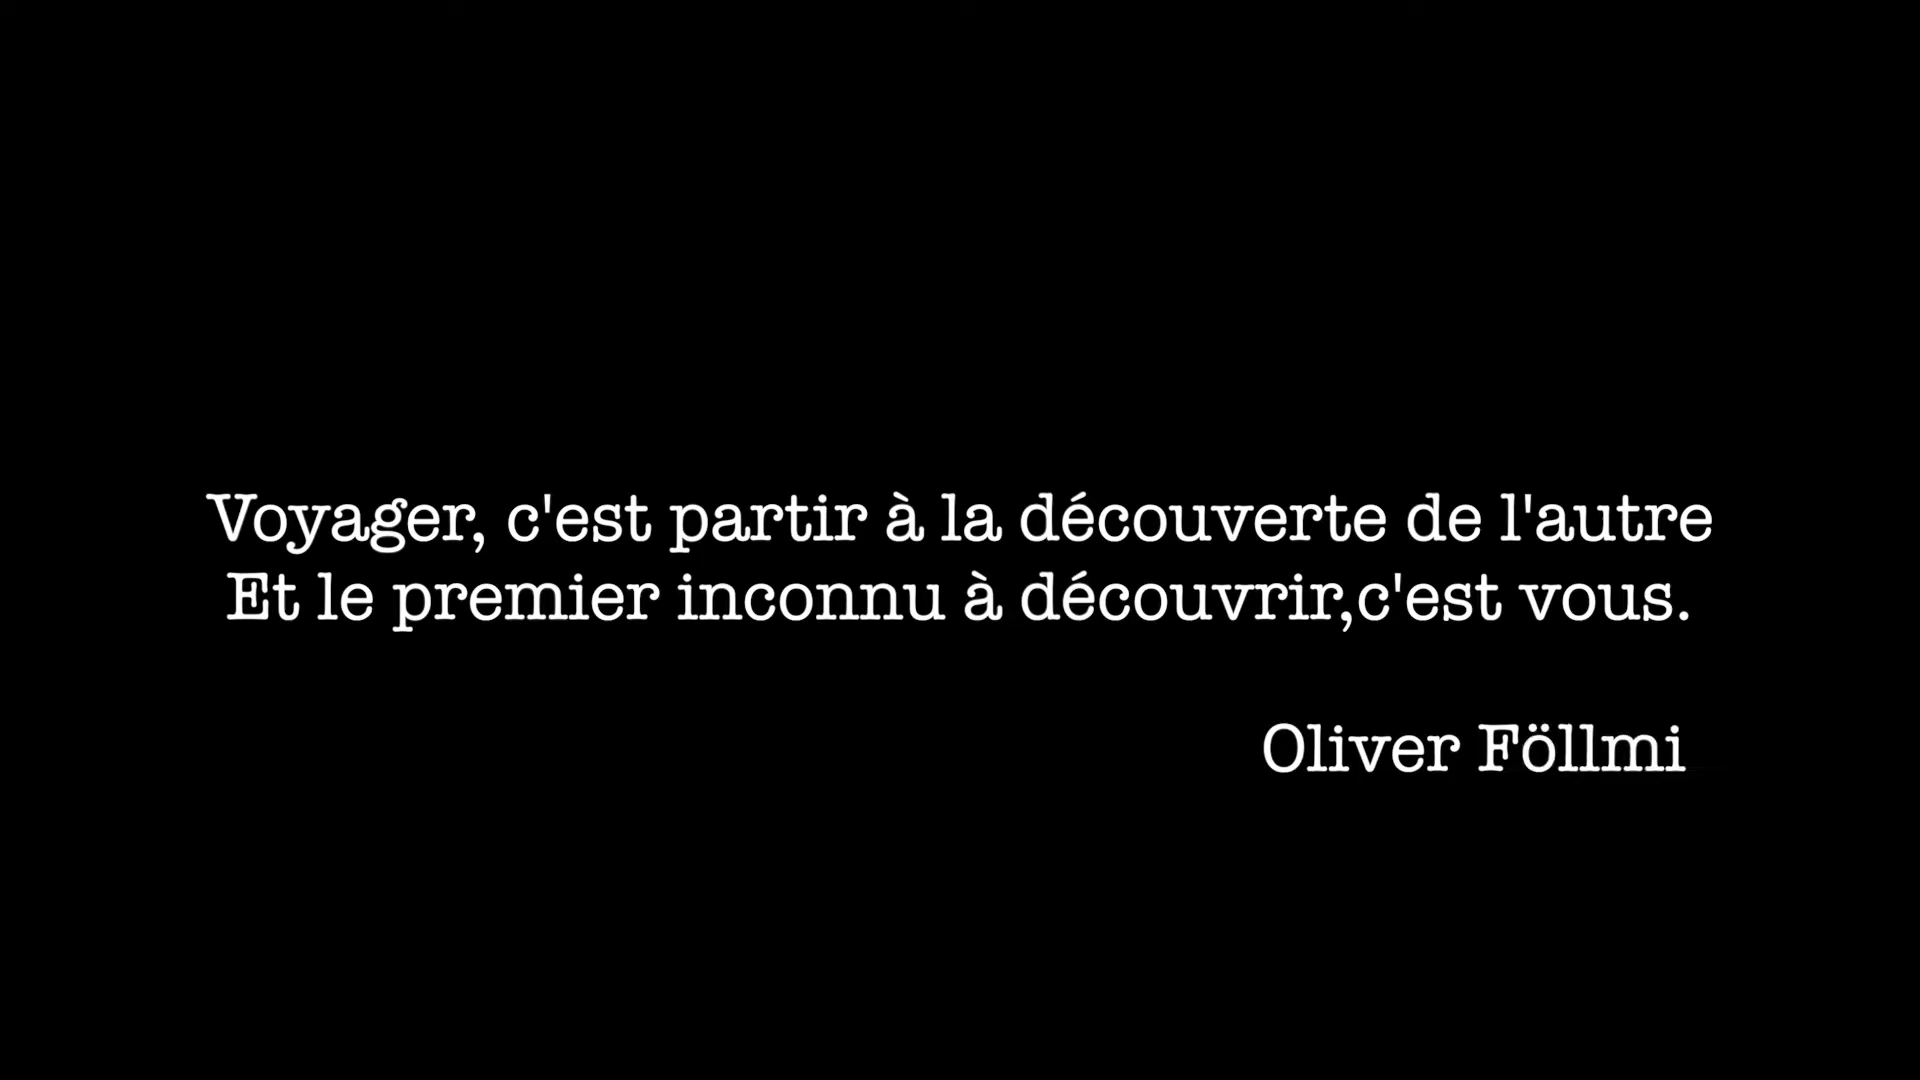 Voyager, c'est partir à la découverte de l'autre
Et le premier inconnu à découvrir,c'est vous.
Oliver Föllmi